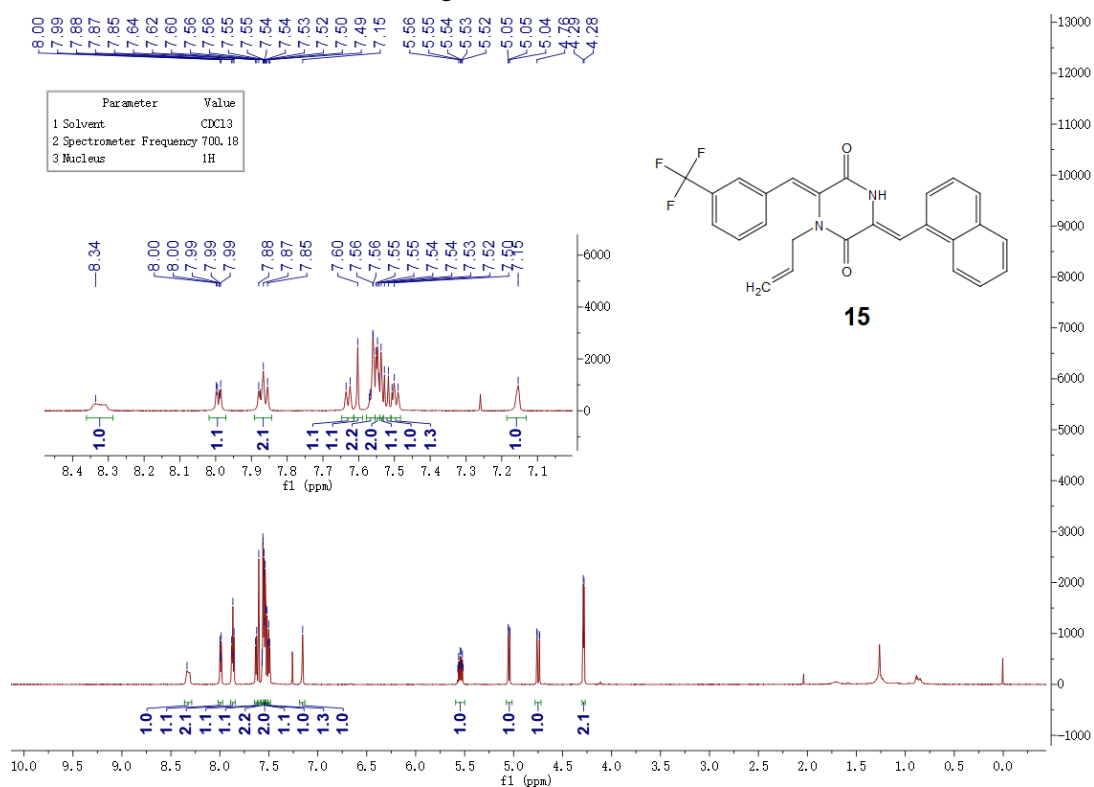 8.00 7.99 7.88 7.87 7.85 7.64 7.62 7.60 7.56 7.56 7.55 7.55 7.54 7.54 7.53 7.52 7.50 7.49 7.15 5.56 5.55 5.54 5.53 5.52 5.05 5.05 5.04 4.76 4.29 4.28
Parameter Value
1 Solvent CDCl3
2 Spectrometer Frequency 700.18
3 Nucleus 1H
8.34 8.00 8.00 7.99 7.99 7.99 7.88 7.87 7.85 7.60 7.56 7.56 7.55 7.55 7.54 7.54 7.53 7.52 7.50 7.15
6000
4000
2000
0
1.0 1.1 2.1 1.1 1.1 2.2 2.0 1.1 1.0 1.3 1.0
8.4 8.3 8.2 8.1 8.0 7.9 7.8 7.7 7.6 7.5 7.4 7.3 7.2 7.1
f1 (ppm)
O
F
F
F
NH
N
O
H2C
15
13000
12000
11000
10000
9000
8000
7000
6000
5000
4000
3000
2000
1000
0
-1000
1.0 1.1 2.1 1.1 1.1 2.2 2.0 1.1 1.0 1.3 1.0 1.0 1.0 1.0 2.1
10.0 9.5 9.0 8.5 8.0 7.5 7.0 6.5 6.0 5.5 5.0 4.5 4.0 3.5 3.0 2.5 2.0 1.5 1.0 0.5 0.0
f1 (ppm)